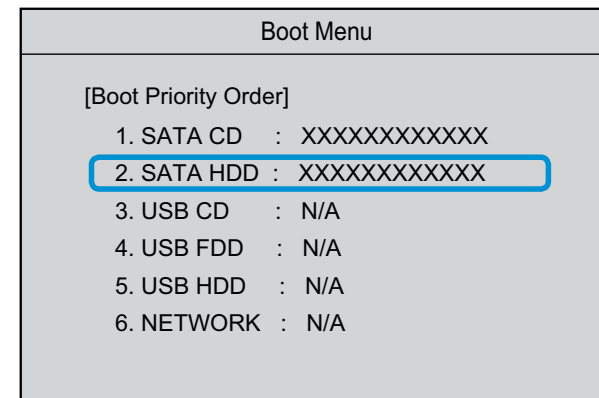 Boot Menu
[Boot Priority Order]
1. SATA CD : XXXXXXXXXXXX
2. SATA HDD : XXXXXXXXXXXX
3. USB CD : N/A
4. USB FDD : N/A
5. USB HDD : N/A
6. NETWORK : N/A